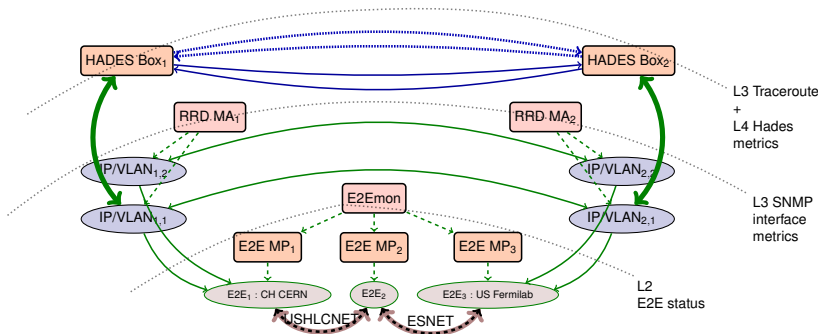 HADES Box1
HADES Box2
L3 Traceroute
+
L4 Hades
metrics
RRD MA1
RRD MA2
IP/VLAN1,2
IP/VLAN2,2
IP/VLAN1,1
E2Emon
IP/VLAN2,1
L3 SNMP
interface
metrics
E2E MP1
E2E MP2
E2E MP3
E2E1 : CH CERN
E2E2
E2E3 : US Fermilab
L2
E2E status
USHLCNET
ESNET